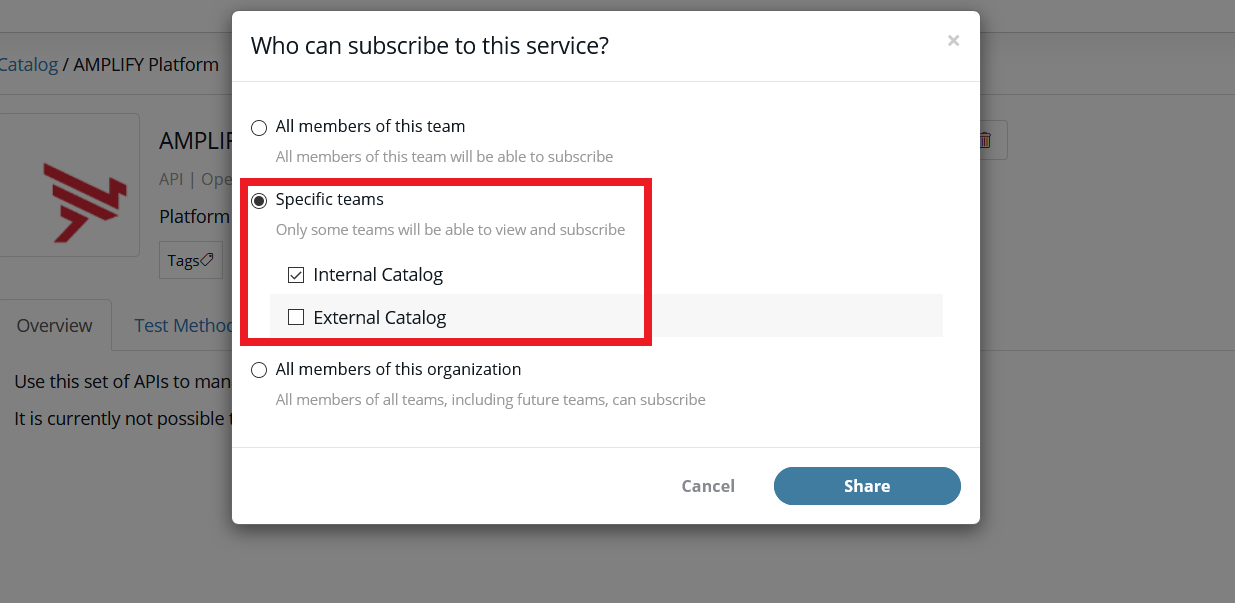 Who can subscribe to this service?
×
Catalog / AMPLIFY Platform
All members of this team
All members of this team will be able to subscribe
AMPLIF
API | Ope
Specific teams
Only some teams will be able to view and subscribe
Platform
Tags
Internal Catalog
External Catalog
Overview
Test Method
All members of this organization
All members of all teams, including future teams, can subscribe
Use this set of APIs to man
It is currently not possible t
Cancel
Share